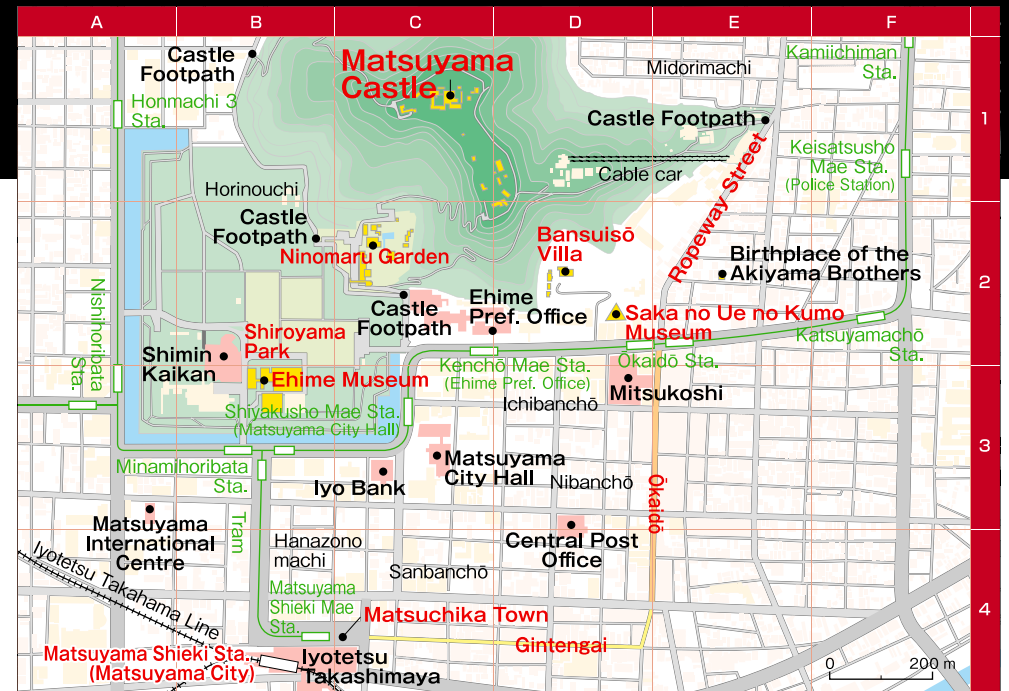 A B C D E F
Castle
Footpath
Matsuyama
Castle
Midorimachi
Kamiichiman
Sta.
Honmachi 3
Sta.
Castle Footpath
1
Keisatsusho
Mae Sta.
(Police Station)
Cable car
Ropeway Street
Horinouchi
Castle
Footpath
Ninomaru Garden
Bansuisō
Villa
Birthplace of the
Akiyama Brothers
2
Nishihoribata
Sta.
Castle
Footpath
Ehime
Pref. Office
Saka no Ue no Kumo
Museum
Katsuyamachō
Sta.
Shiroyama
Park
Shimin
Kaikan
Ehime Museum
Kenchō Mae Sta.
(Ehime Pref. Office)
Ōkaidō Sta.
Mitsukoshi
Ichibanchō
Shiyakusho Mae Sta.
(Matsuyama City Hall)
3
Minamihoribata
Sta.
Matsuyama
City Hall
Iyo Bank
Nibanchō
Ōkaidō
Matsuyama
International
Centre
Tram
Hanazono
machi
Central Post
Office
Sanbanchō
Iyotetsu Takahama Line
Matsuyama
Shieki Mae
Sta.
Matsuchika Town
4
Gintengai
Matsuyama Shieki Sta.
(Matsuyama City)
Iyotetsu
Takashimaya
0 200 m